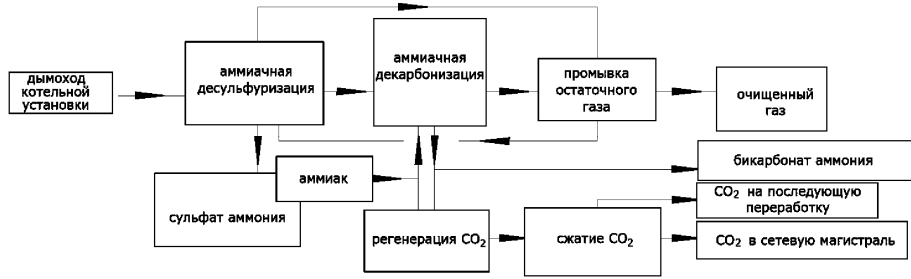 дымоход
котельной
установки
аммиачная
десульфуризация
аммиачная
декарбонизация
промывка
остаточного
газа
очищенный
газ
сульфат аммония
аммиак
бикарбонат аммония
регенерация CO₂
сжатие CO₂
CO₂ на последующую
переработку
CO₂ в сетевую магистраль